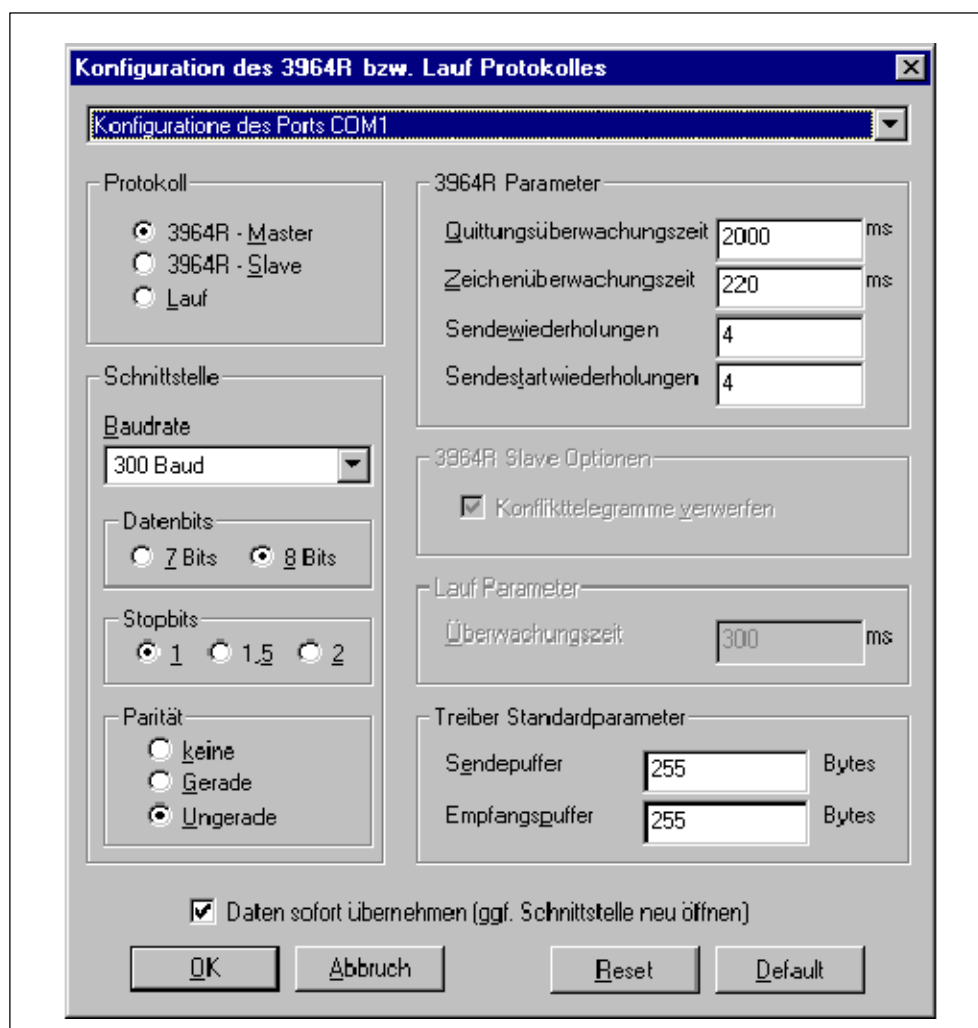 Konfiguration des 3964R bzw. Lauf Protokolles
Konfiguratione des Ports COM1
Protokoll
3964R - Master
3964R - Slave
Lauf
Schnittstelle
Baudrate
300 Baud
Datenbits
7 Bits 8 Bits
Stopbits
1 1,5 2
Parität
keine
Gerade
Ungerade
3964R Parameter
Quittungsüberwachungszeit 2000 ms
Zeichenüberwachungszeit 220 ms
Sendewiederholungen 4
Sendestartwiederholungen 4
3964R Slave Optionen
Konflikttelegramme verwerfen
Lauf Parameter
Überwachungszeit 300 ms
Treiber Standardparameter
Sendepuffer 255 Bytes
Empfangspuffer 255 Bytes
Daten sofort übernehmen (ggf. Schnittstelle neu öffnen)
OK Abbruch Reset Default